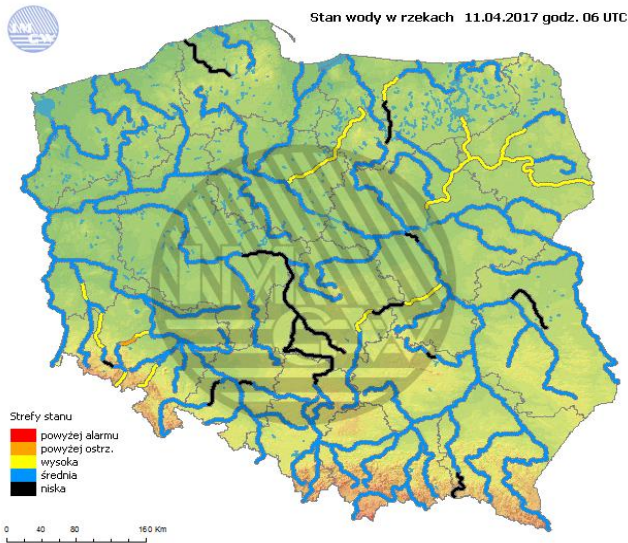 Stan wody w rzekach 11.04.2017 godz. 06 UTC
IMGW
Strefy stanu
powyżej alarmu
powyżej ostrz.
wysoka
średnia
niska
0 40 80 160 Km